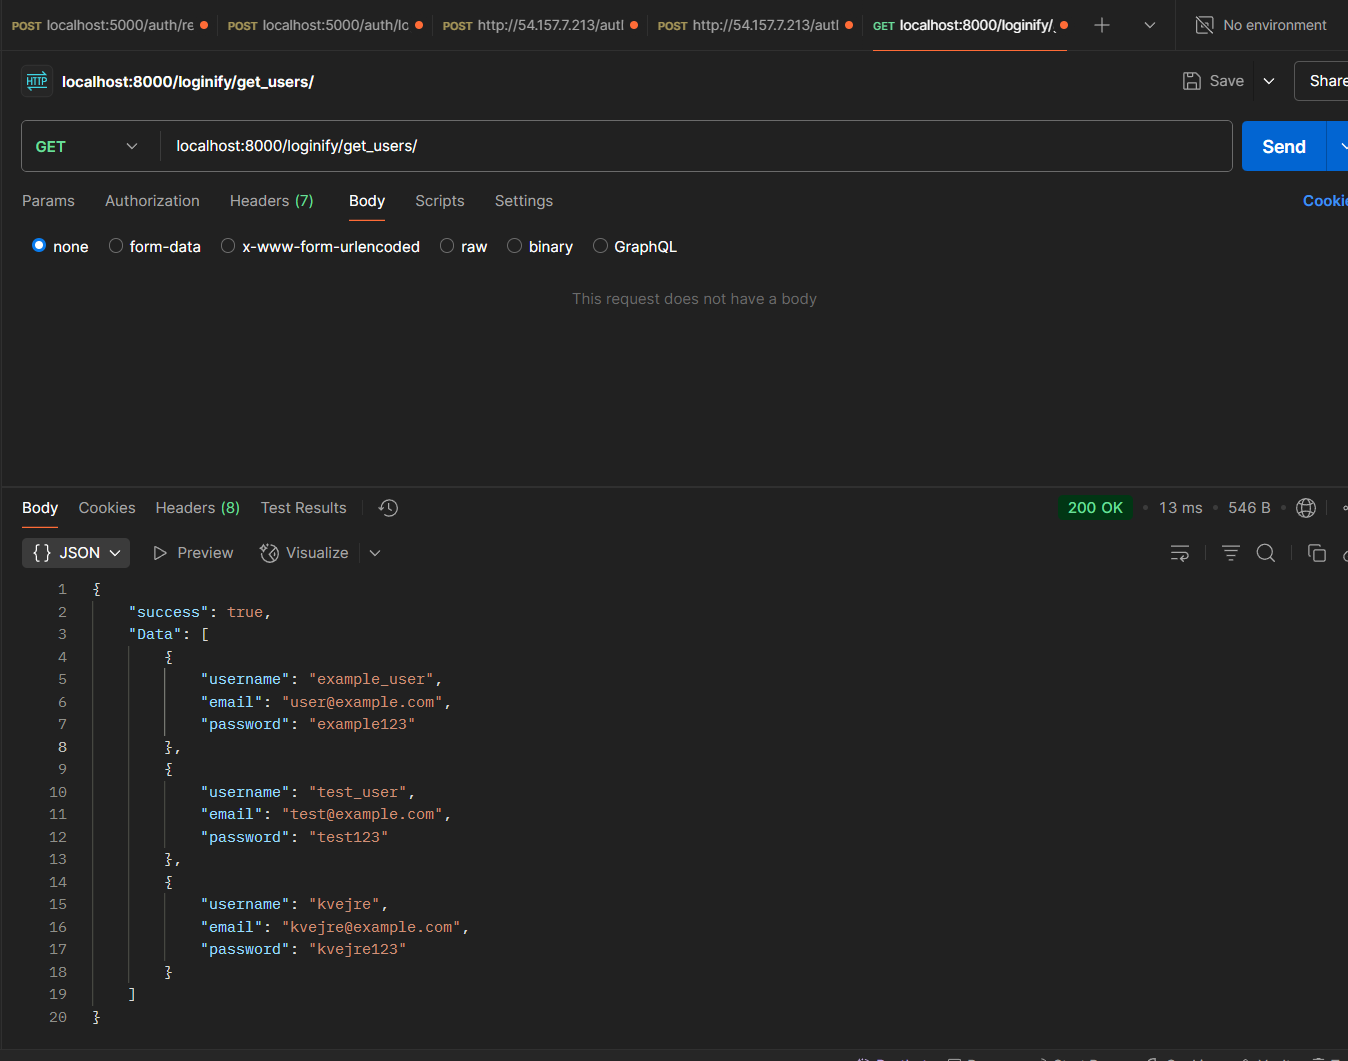 POST localhost:5000/auth/re POST localhost:5000/auth/lo POST http://54.157.7.213/autl POST http://54.157.7.213/autl GET localhost:8000/loginify/ No environment
HTTP localhost:8000/loginify/get_users/ Save Share
GET localhost:8000/loginify/get_users/ Send
Params Authorization Headers (7) Body Scripts Settings Cookie
none form-data x-www-form-urlencoded raw binary GraphQL
This request does not have a body
Body Cookies Headers (8) Test Results 200 OK • 13 ms • 546 B •
{} JSON Preview Visualize
1 {
2 "success": true,
3 "Data": [
4 {
5 "username": "example_user",
6 "email": "user@example.com",
7 "password": "example123"
8 },
9 {
10 "username": "test_user",
11 "email": "test@example.com",
12 "password": "test123"
13 },
14 {
15 "username": "kvejre",
16 "email": "kvejre@example.com",
17 "password": "kvejre123"
18 }
19 ]
20 }